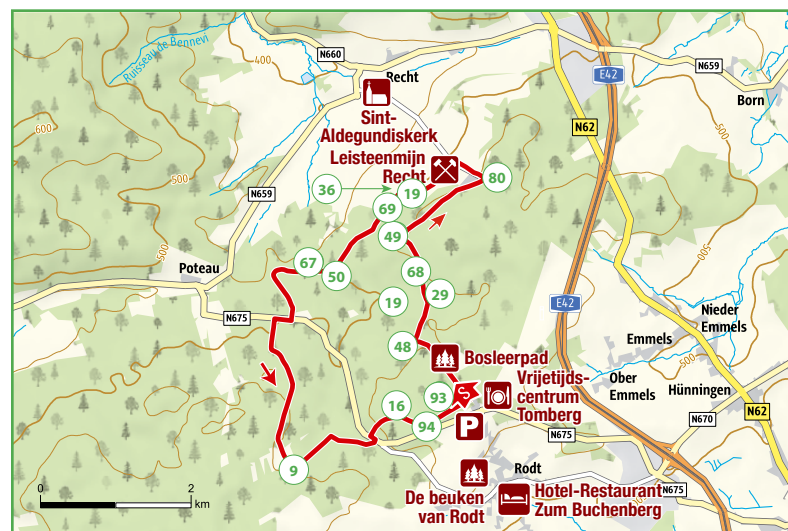 Ruisseau de Bennevi
400
N660
Recht
N659
E42
Born
Sint-
Aldegundiskerk
N62
600
500
Leisteenmijn
Recht
500
36
19
80
N659
69
49
500
67
50
68
Poteau
19
29
E42
Nieder
Emmels
N675
Emmels
48
Bosleerpad
500
Vrijetijds-
centrum
Tomberg
Ober
Emmels
Hünningen
93
S
16
94
P
N670
N62
N675
9
Rodt
De beuken
van Rodt
Hotel-Restaurant
Zum Buchenberg
N675
0
2
km
500